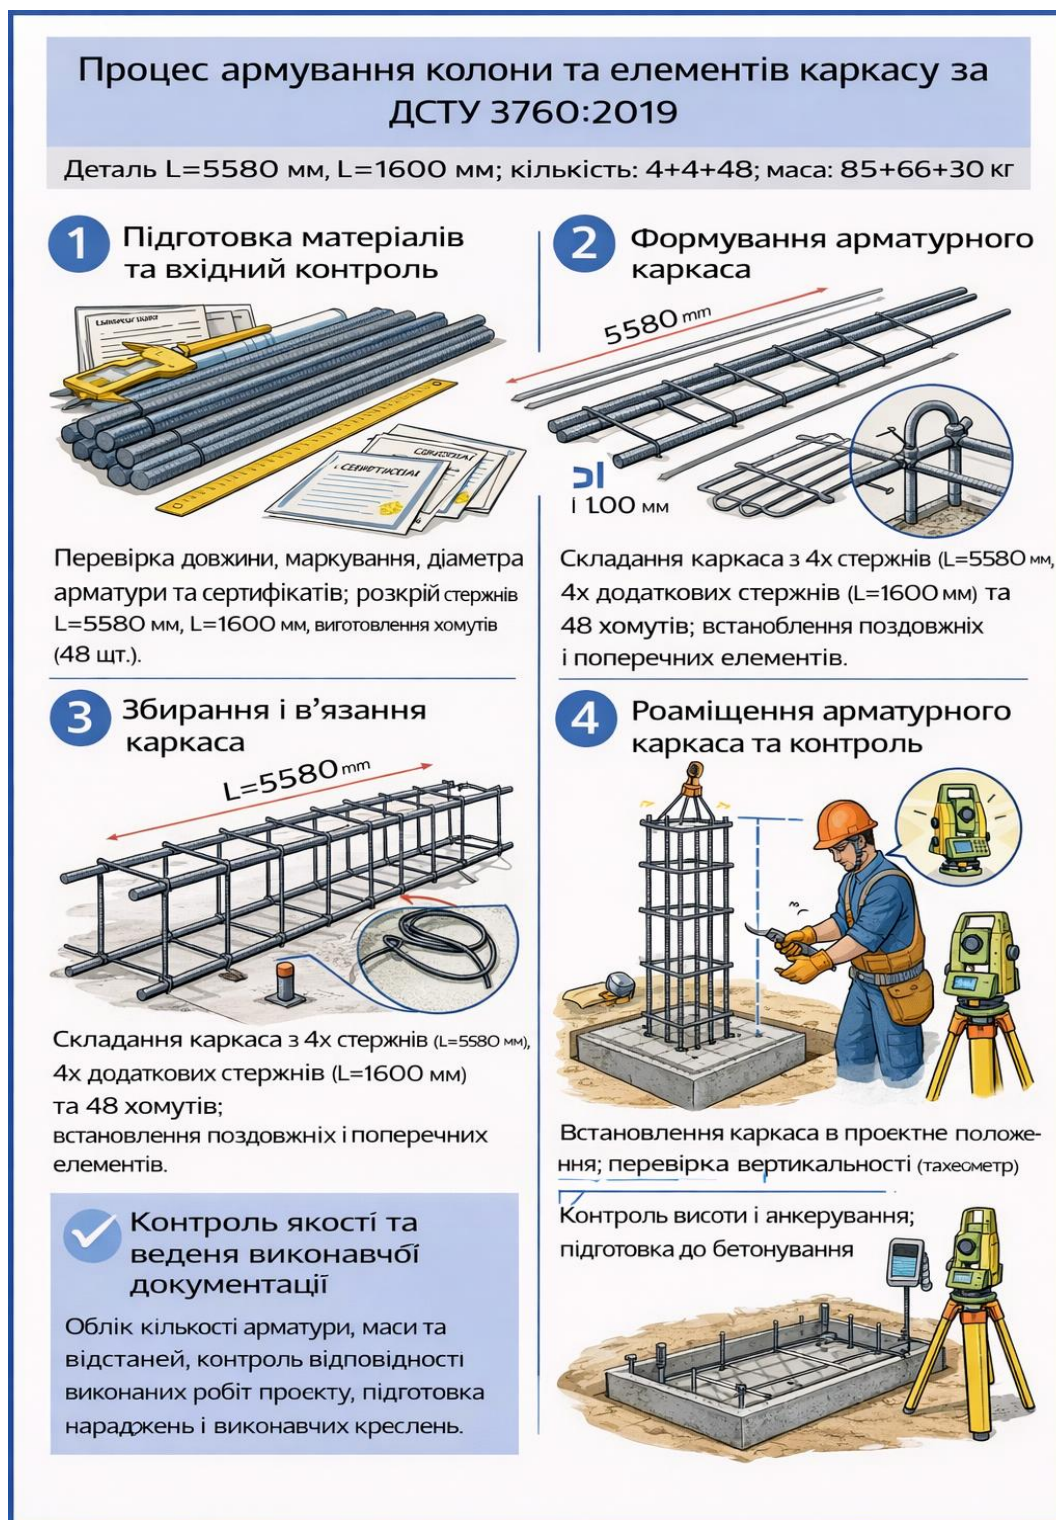 Процес армування колони та елементів каркасу за
ДСТУ 3760:2019
Деталь L=5580 мм, L=1600 мм; кількість: 4+4+48; маса: 85+66+30 кг
1 Підготовка матеріалів
та вхідний контроль
Перевірка довжини, маркування, діаметра
арматури та сертифікатів; розкрій стержнів
L=5580 мм, L=1600 мм, виготовлення хомутів
(48 щт.).
2 Формування арматурного
каркаса
5580 mm
1.00 мм
Складання каркаса з 4х стержнів (L=5580 мм,
4х додаткових стержнів (L=1600 мм) та
48 хомутів; встаноблення поздовжніх
і поперечних елементів.
3 Збирання і в’язання
каркаса
L=5580 mm
Складання каркаса з 4х стержнів (L=5580 мм),
4х додаткових стержнів (L=1600 мм)
та 48 хомутів;
встановлення поздовжніх і поперечних
елементів.
4 Роаміщення арматурного
каркаса та контроль
Встановлення каркаса в проектне положе-
ння; перевірка вертикальності (тахеометр)
Контроль висоти і анкерування;
підготовка до бетонування
Контроль якості та
веденя виконавчої
документації
Облік кількості арматури, маси та
відстаней, контроль відповідності
виконаних робіт проєкту, підготовка
нараджень і виконавчих креслень.